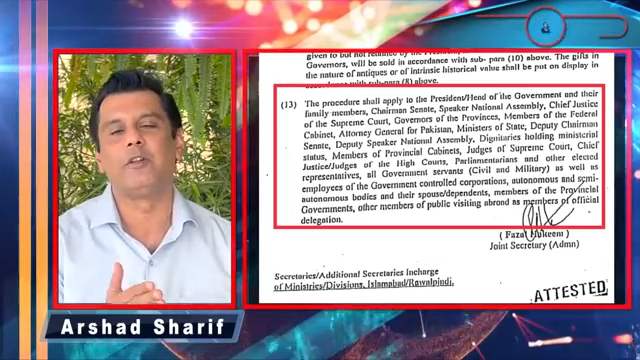 given to but not retained by the
Governors, will be sold in accordance with sub-para (10) above. The gifts in
the nature of antiques or of intrinsic historical value shall be put on display in
accordance with sub-para (8) above.
(13) The procedure shall apply to the President/Head of the Government and their
family members, Chairman Senate, Speaker National Assembly, Chief Justice
of the Supreme Court, Governors of the Provinces, Members of the Federal
Cabinet, Attorney General for Pakistan, Ministers of State, Deputy Chairman
Senate, Deputy Speaker National Assembly, Dignitaries holding ministerial
status, Members of Provincial Cabinets, Judges of Supreme Court, Chief
Justice/Judges of the High Courts, Parliamentarians and other elected
representatives, all Government servants (Civil and Military) as well as
employees of the Government controlled corporations, autonomous and semi-
autonomous bodies and their spouse/dependents, members of the Provincial
Governments, other members of public visiting abroad as members of official
delegation.
( Fazal Mukeem )
Joint Secretary (Admn)
Secretaries/Additional Secretaries Incharge
of Ministries/Divisions, Islamabad/Rawalpindi.
ATTESTED
Arshad Sharif